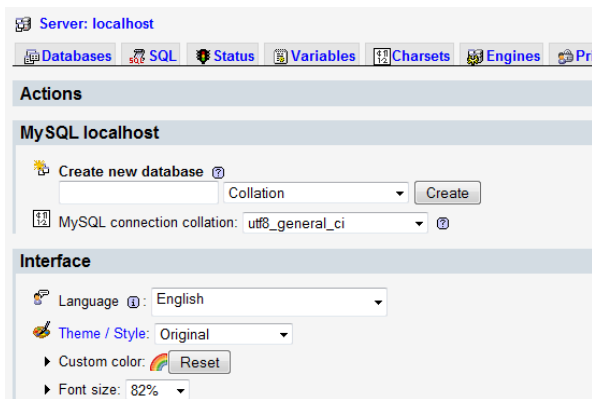 Server: localhost
Databases SQL Status Variables Charsets Engines Pri
Actions
MySQL localhost
Create new database
Collation Create
MySQL connection collation: utf8_general_ci
Interface
Language : English
Theme / Style: Original
Custom color: Reset
Font size: 82%